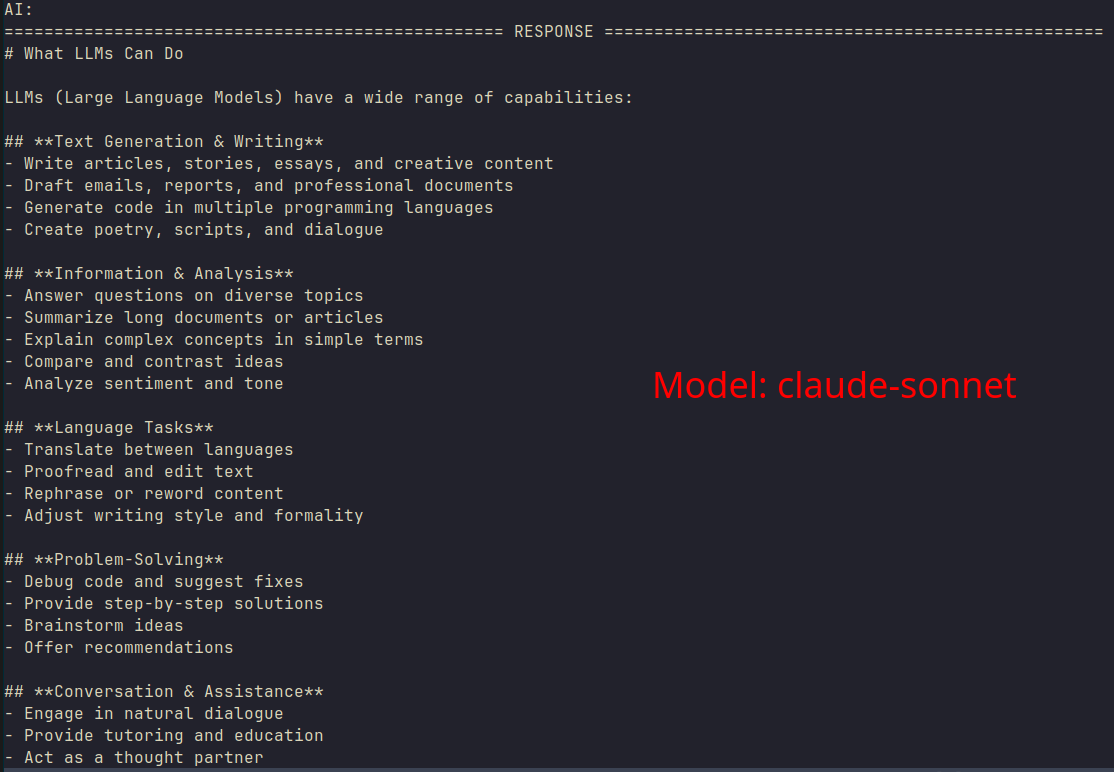 AI:
================================================== RESPONSE ==================================================
# What LLMs Can Do
LLMs (Large Language Models) have a wide range of capabilities:
## **Text Generation & Writing**
- Write articles, stories, essays, and creative content
- Draft emails, reports, and professional documents
- Generate code in multiple programming languages
- Create poetry, scripts, and dialogue
## **Information & Analysis**
- Answer questions on diverse topics
- Summarize long documents or articles
- Explain complex concepts in simple terms
- Compare and contrast ideas
- Analyze sentiment and tone
Model: claude-sonnet
## **Language Tasks**
- Translate between languages
- Proofread and edit text
- Rephrase or reword content
- Adjust writing style and formality
## **Problem-Solving**
- Debug code and suggest fixes
- Provide step-by-step solutions
- Brainstorm ideas
- Offer recommendations
## **Conversation & Assistance**
- Engage in natural dialogue
- Provide tutoring and education
- Act as a thought partner